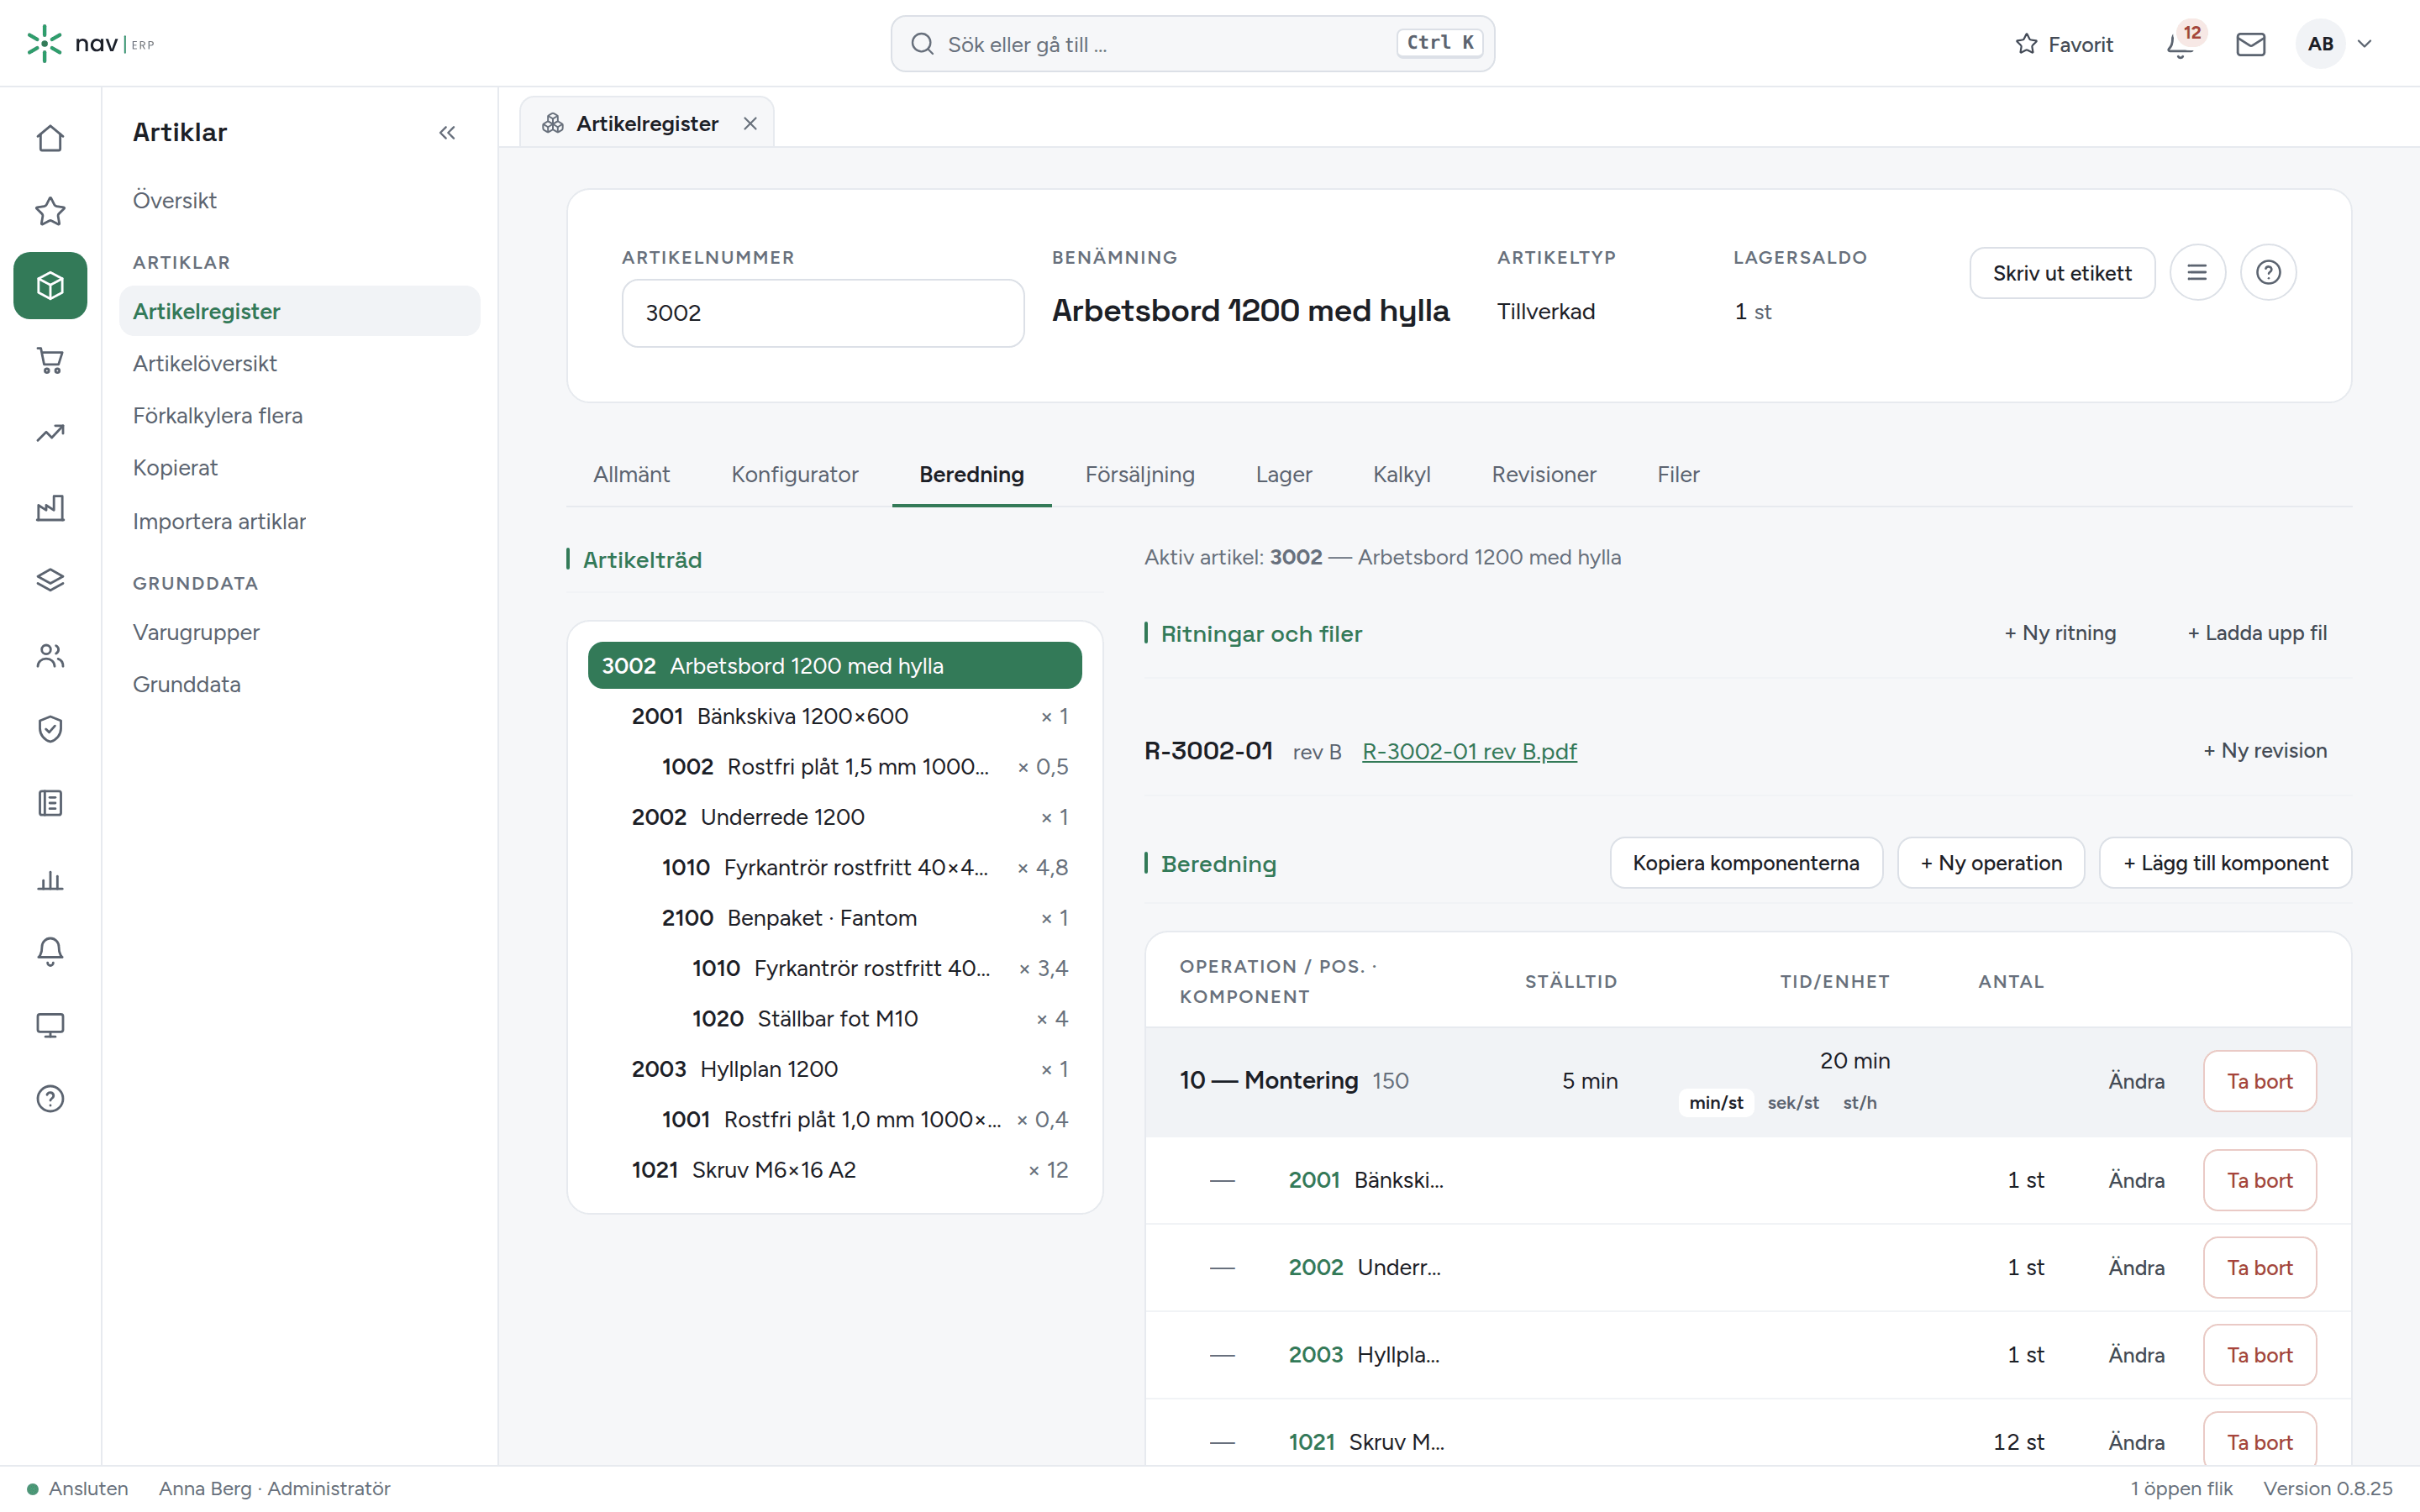 nav ERP
Sök eller gå till ...
Ctrl K
Favorit
12
AB
Artiklar
Översikt
ARTIKLAR
Artikelregister
Artikelöversikt
Förkalkylera flera
Kopierat
Importera artiklar
GRUNDDATA
Varugrupper
Grunddata
Artikelregister
ARTIKELNUMMER
3002
BENÄMNING
Arbetsbord 1200 med hylla
ARTIKELTYP
Tillverkad
LAGERSALDO
1 st
Skriv ut etikett
Allmänt Konfigurator Beredning Försäljning Lager Kalkyl Revisioner Filer
Artikelträd
3002 Arbetsbord 1200 med hylla
2001 Bänkskiva 1200×600 × 1
1002 Rostfri plåt 1,5 mm 1000... × 0,5
2002 Underrede 1200 × 1
1010 Fyrkantrör rostfritt 40×4... × 4,8
2100 Benpaket · Fantom × 1
1010 Fyrkantrör rostfritt 40... × 3,4
1020 Ställbar fot M10 × 4
2003 Hyllplan 1200 × 1
1001 Rostfri plåt 1,0 mm 1000×... × 0,4
1021 Skruv M6×16 A2 × 12
Aktiv artikel: 3002 — Arbetsbord 1200 med hylla
Ritningar och filer
+ Ny ritning
+ Ladda upp fil
R-3002-01 rev B R-3002-01 rev B.pdf
+ Ny revision
Beredning
Kopiera komponenterna
+ Ny operation
+ Lägg till komponent
OPERATION / POS. ·
KOMPONENT
STÄLLTID
TID/ENHET
ANTAL
10 — Montering 150
5 min
20 min
min/st sek/st st/h
Ändra
Ta bort
— 2001 Bänkski... 1 st Ändra Ta bort
— 2002 Underr... 1 st Ändra Ta bort
— 2003 Hyllpla... 1 st Ändra Ta bort
— 1021 Skruv M... 12 st Ändra Ta bort
Ansluten
Anna Berg · Administratör
1 öppen flik
Version 0.8.25